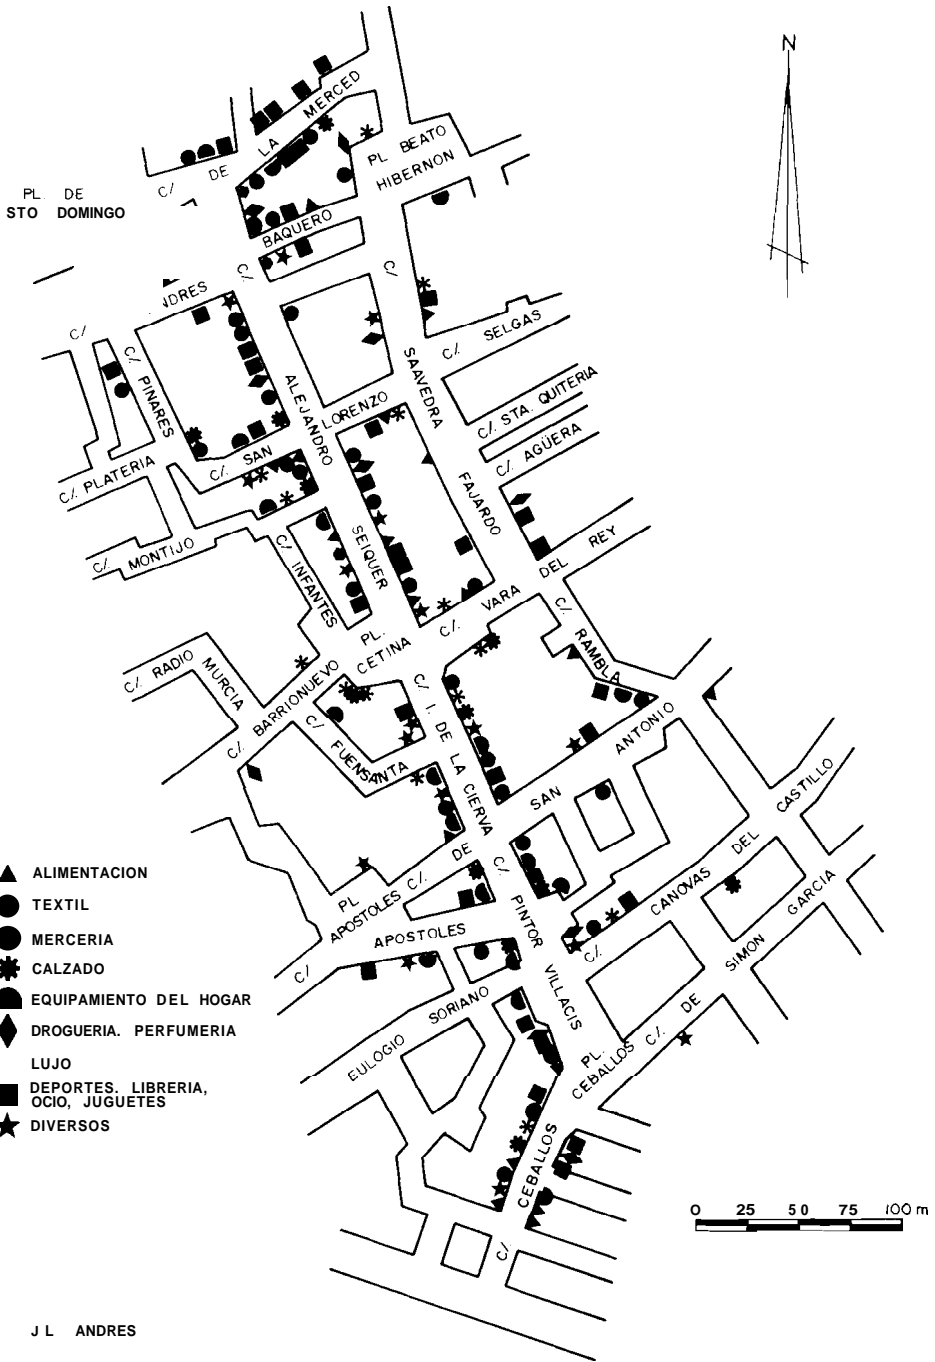 N
C/. DE LA MERCED
PL BEATO
HIBERNON
PL. DE
STO DOMINGO
BAQUERO
C/
C/
NDRES
C/
C/. PINARES
C/. SELGAS
ALEJANDRO
SAAVEDRA
LORENZO
C/. STA. QUITERIA
C/. SAN
C/. AGÜERA
C/. PLATERIA
FAJARDO
C/. MONTIJO
SEIQUER
C/. INFANTES
DEL REY
C/. VARA
C/. RAMBLA
PL.
CETINA
C/. RADIO
MURCIA
C/. BARRIONUEVO
C/. I. DE LA CIERVA
C/. FUENSANTA
ANTONIO
SAN
C/. DE
CASTILLO
CANOVAS DEL
C/.
PL
APOSTOLES
C/ APOSTOLES
PINTOR
VILLACIS
SIMON GARCIA
C/. DE
EULOGIO SORIANO
PL.
CEBALLOS
C/. CEBALLOS
ALIMENTACION
TEXTIL
MERCERIA
CALZADO
EQUIPAMIENTO DEL HOGAR
DROGUERIA. PERFUMERIA
LUJO
DEPORTES. LIBRERIA,
OCIO, JUGUETES
DIVERSOS
0 25 50 75 100 m
J L ANDRES